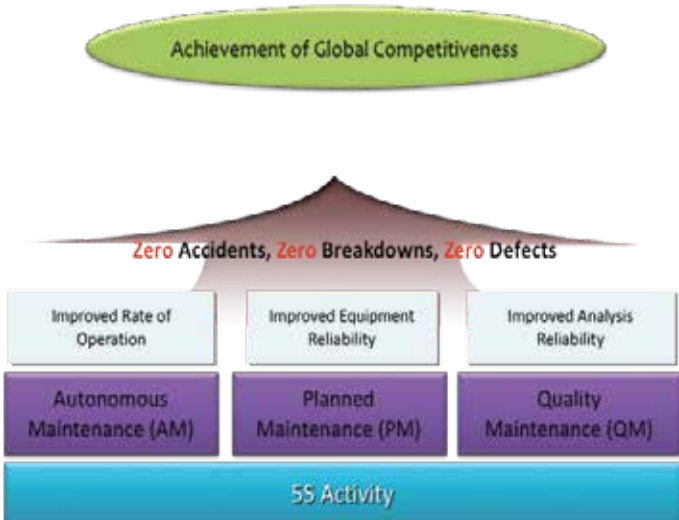 Achievement of Global Competitiveness
Zero Accidents, Zero Breakdowns, Zero Defects
Improved Rate of
Operation
Improved Equipment
Reliability
Improved Analysis
Reliability
Autonomous
Maintenance (AM)
Planned
Maintenance (PM)
Quality
Maintenance (QM)
5S Activity